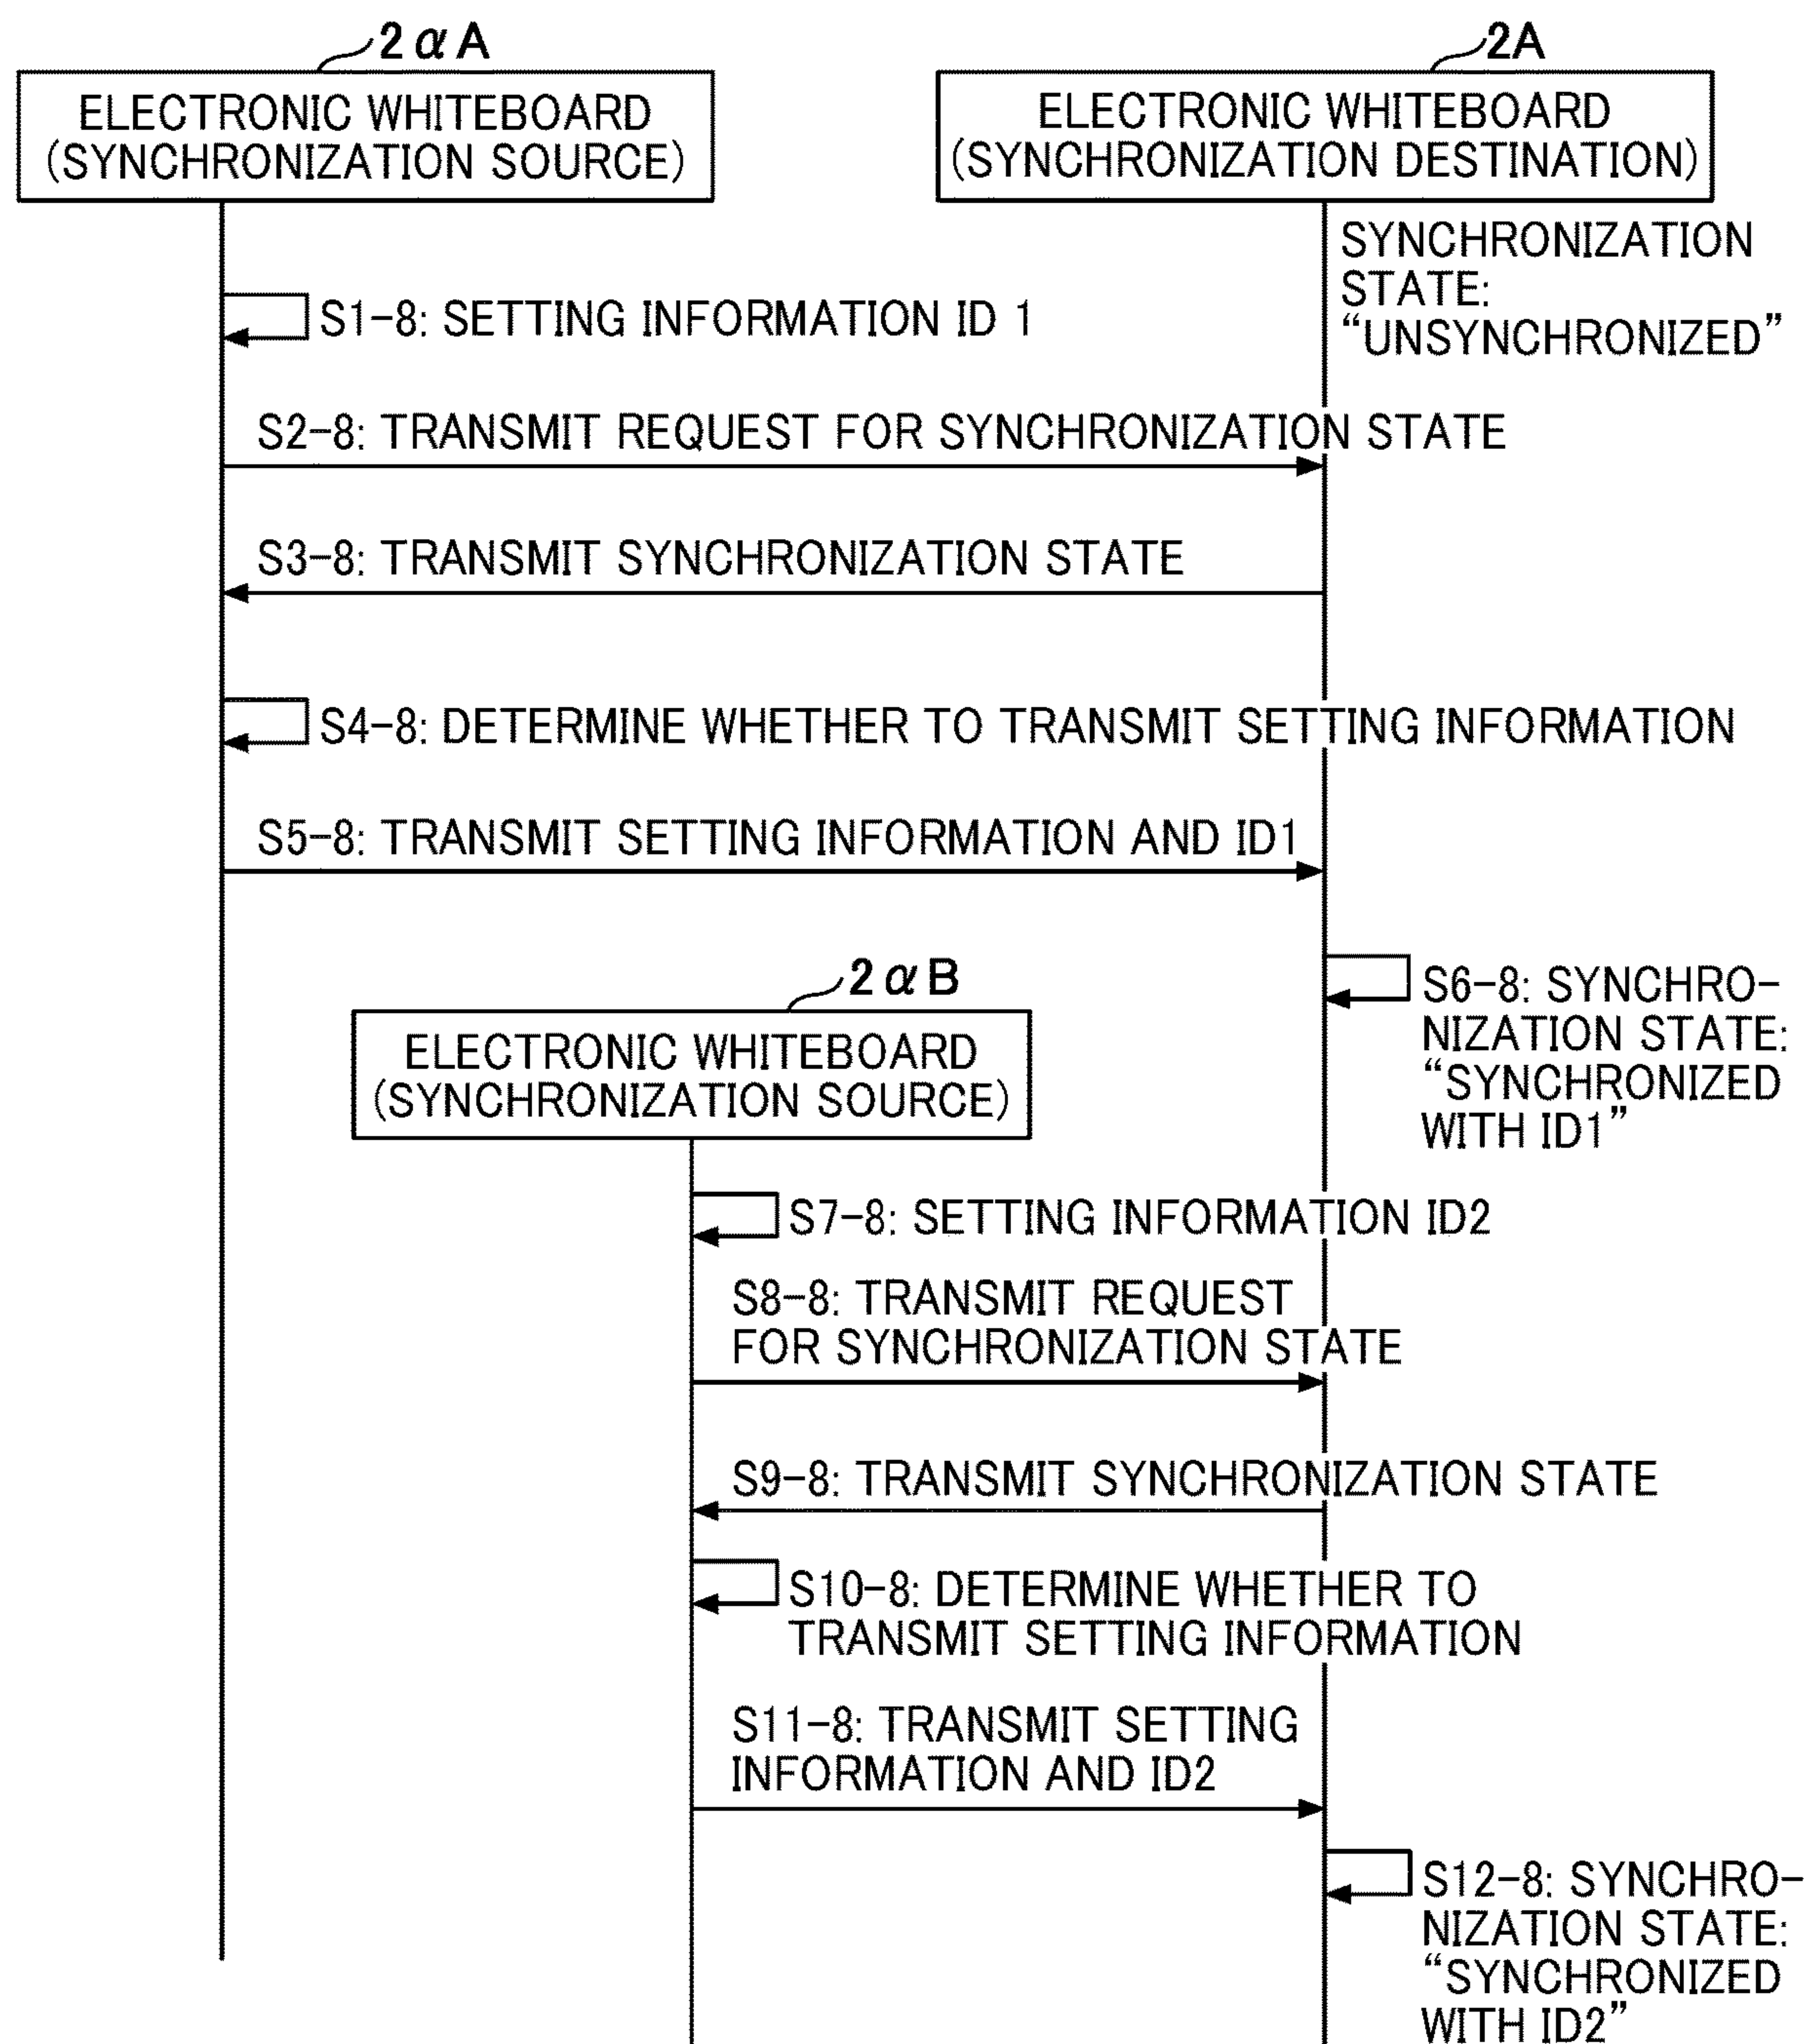 2αA
2A
ELECTRONIC WHITEBOARD
(SYNCHRONIZATION SOURCE)
ELECTRONIC WHITEBOARD
(SYNCHRONIZATION DESTINATION)
SYNCHRONIZATION
STATE:
“UNSYNCHRONIZED”
S1-8: SETTING INFORMATION ID 1
S2-8: TRANSMIT REQUEST FOR SYNCHRONIZATION STATE
S3-8: TRANSMIT SYNCHRONIZATION STATE
S4-8: DETERMINE WHETHER TO TRANSMIT SETTING INFORMATION
S5-8: TRANSMIT SETTING INFORMATION AND ID1
S6-8: SYNCHRO-
NIZATION STATE:
“SYNCHRONIZED
WITH ID1”
2αB
ELECTRONIC WHITEBOARD
(SYNCHRONIZATION SOURCE)
S7-8: SETTING INFORMATION ID2
S8-8: TRANSMIT REQUEST
FOR SYNCHRONIZATION STATE
S9-8: TRANSMIT SYNCHRONIZATION STATE
S10-8: DETERMINE WHETHER TO
TRANSMIT SETTING INFORMATION
S11-8: TRANSMIT SETTING
INFORMATION AND ID2
S12-8: SYNCHRO-
NIZATION STATE:
“SYNCHRONIZED
WITH ID2”